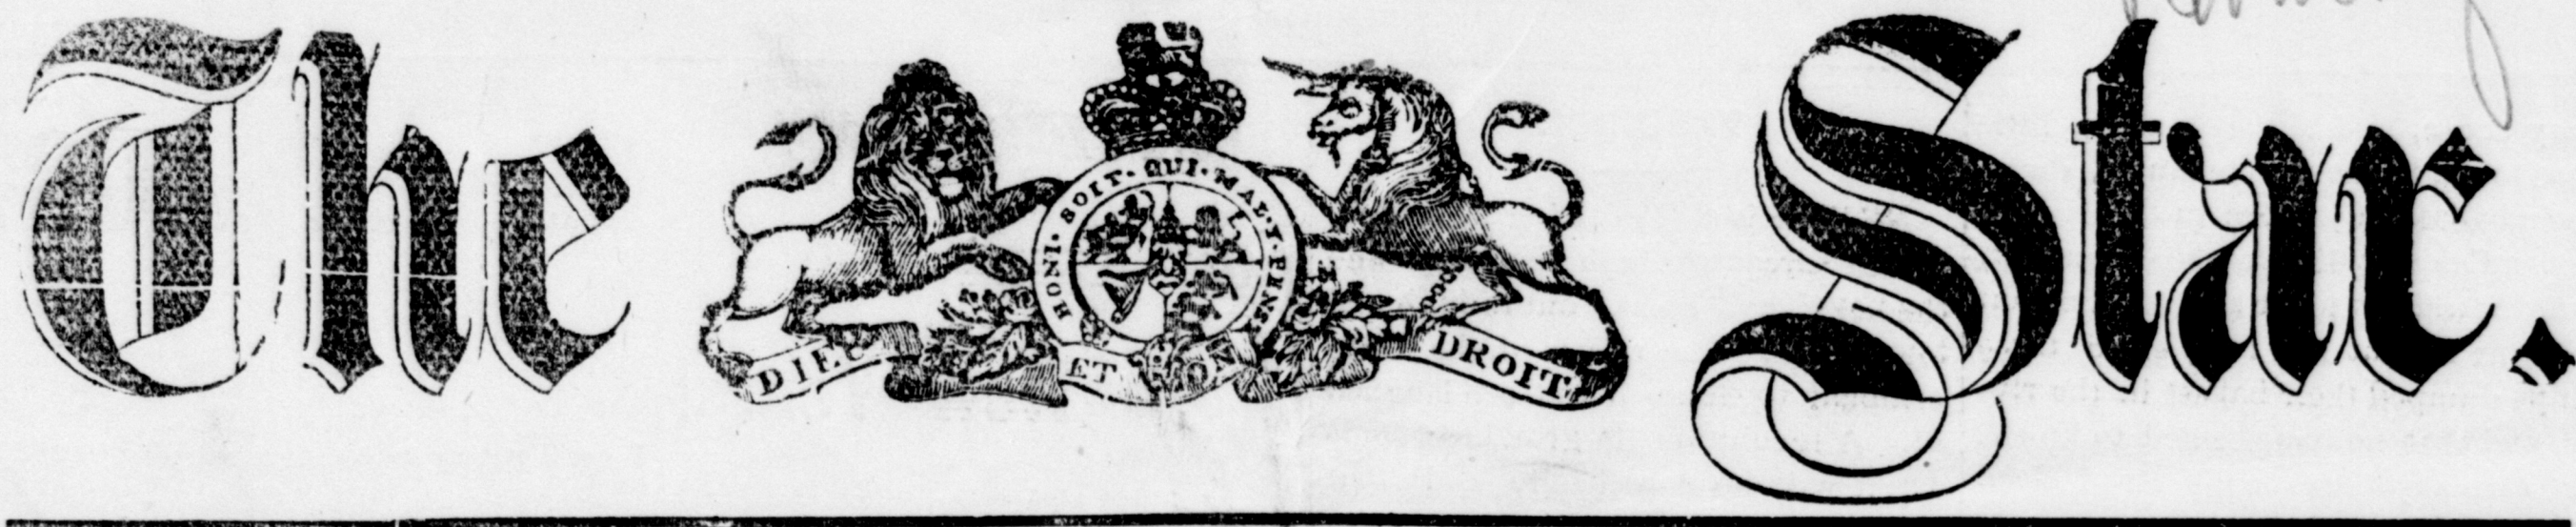 The Star.
HONI · SOIT · QUI · MAL · Y · PENSE
DIEU ET MON DROIT